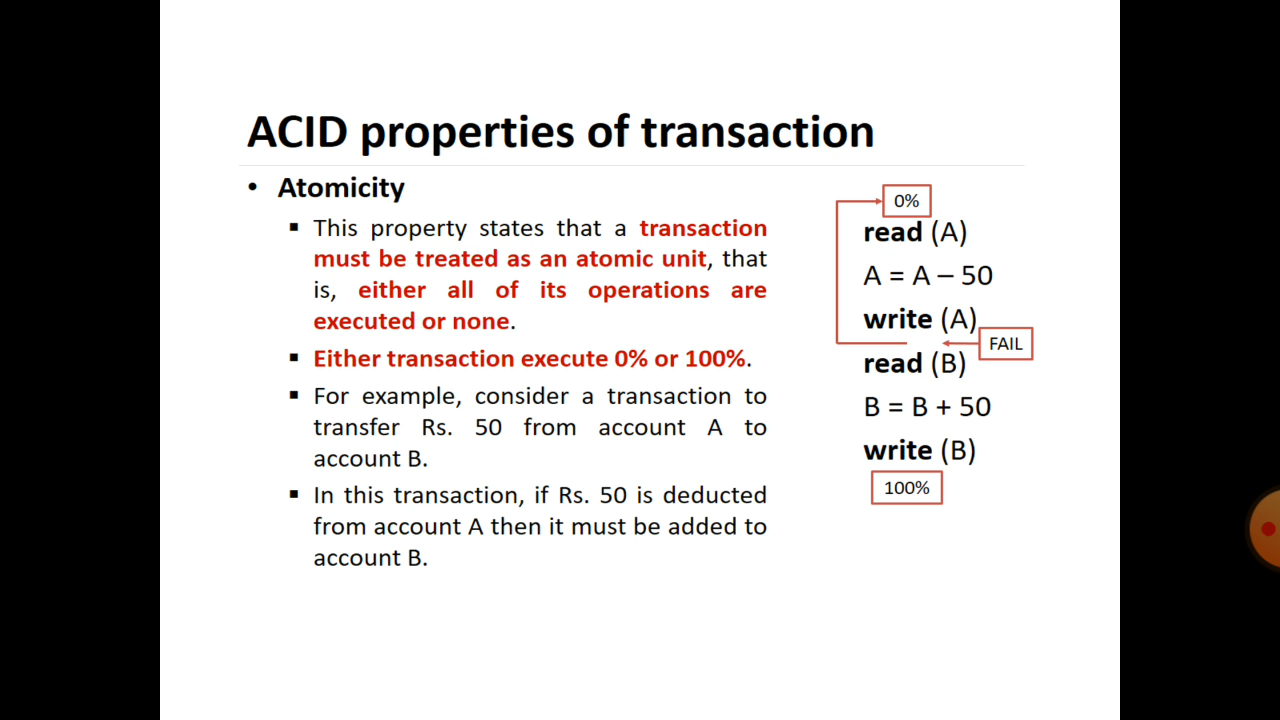 ACID properties of transaction
• Atomicity
▪ This property states that a transaction
must be treated as an atomic unit, that
is, either all of its operations are
executed or none.
▪ Either transaction execute 0% or 100%.
▪ For example, consider a transaction to
transfer Rs. 50 from account A to
account B.
▪ In this transaction, if Rs. 50 is deducted
from account A then it must be added to
account B.
0%
read (A)
A = A – 50
write (A)
FAIL
read (B)
B = B + 50
write (B)
100%